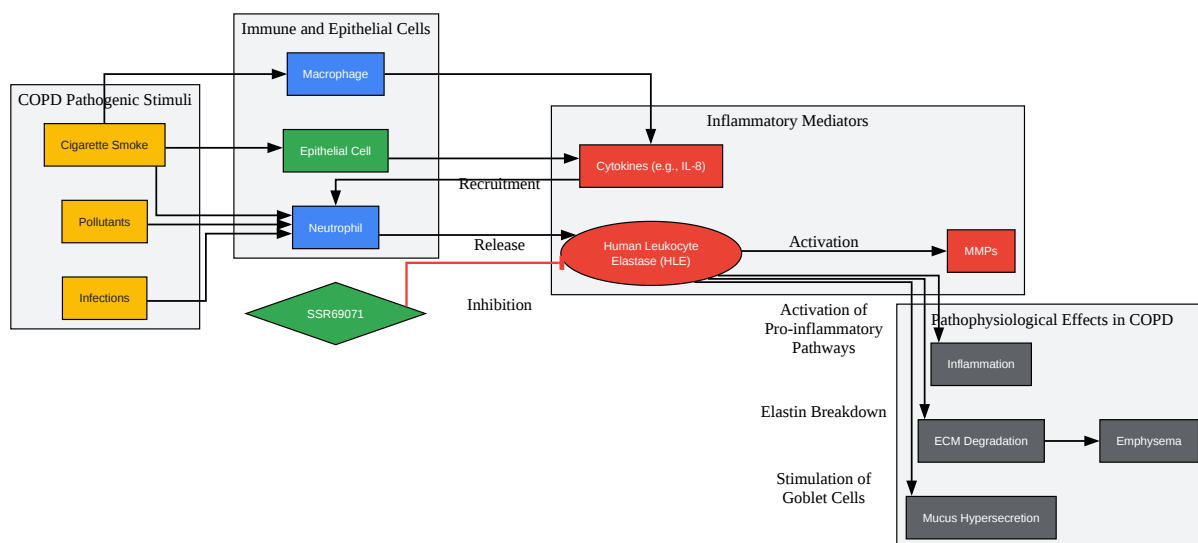 Immune and Epithelial Cells
Macrophage
COPD Pathogenic Stimuli
Cigarette Smoke
Epithelial Cell
Inflammatory Mediators
Cytokines (e.g., IL-8)
Recruitment
Pollutants
Neutrophil
Release
Human Leukocyte
Elastase (HLE)
Activation
MMPs
Infections
SSR69071
Inhibition
Activation of
Pro-inflammatory
Pathways
Pathophysiological Effects in COPD
Inflammation
Elastin Breakdown
ECM Degradation
Emphysema
Stimulation of
Goblet Cells
Mucus Hypersecretion